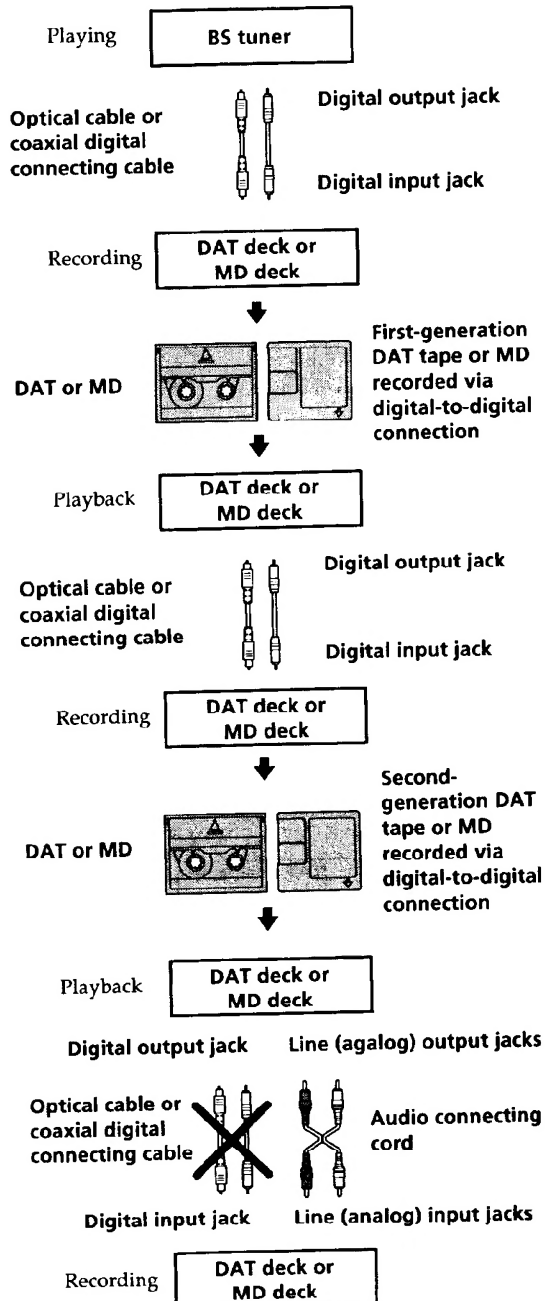 Playing
BS tuner
Optical cable or
coaxial digital
connecting cable
Digital output jack
Digital input jack
Recording
DAT deck or
MD deck
DAT or MD
First-generation
DAT tape or MD
recorded via
digital-to-digital
connection
Playback
DAT deck or
MD deck
Optical cable or
coaxial digital
connecting cable
Digital output jack
Digital input jack
Recording
DAT deck or
MD deck
DAT or MD
Second-
generation DAT
tape or MD
recorded via
digital-to-digital
connection
Playback
DAT deck or
MD deck
Digital output jack
Line (agalog) output jacks
Optical cable or
coaxial digital
connecting cable
Audio connecting
cord
Digital input jack
Line (analog) input jacks
Recording
DAT deck or
MD deck